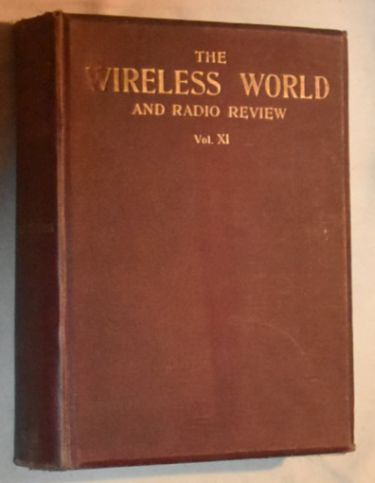 THE
WIRELESS WORLD
AND RADIO REVIEW
Vol. XI